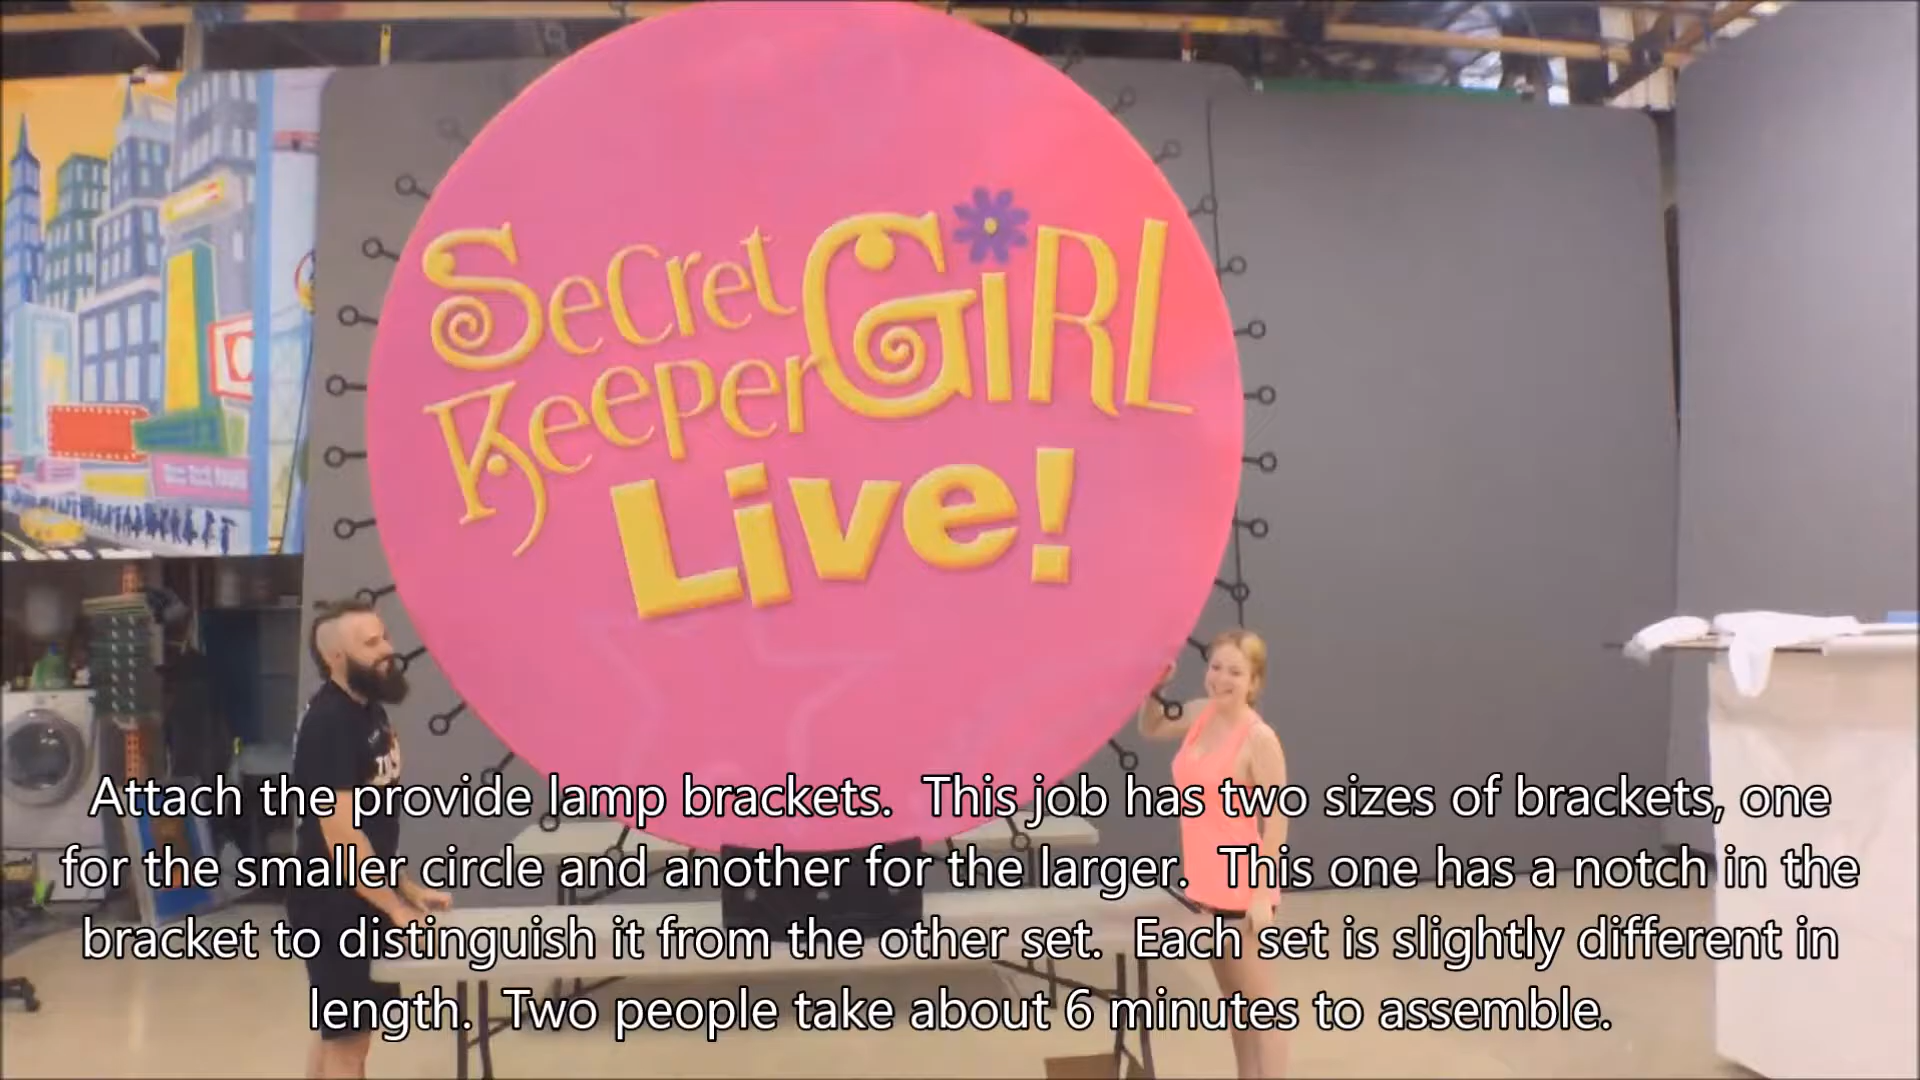 Secret
Keeper GiRL
Live!
Attach the provide lamp brackets.  This job has two sizes of brackets, one
for the smaller circle and another for the larger.  This one has a notch in the
bracket to distinguish it from the other set.  Each set is slightly different in
length.  Two people take about 6 minutes to assemble.